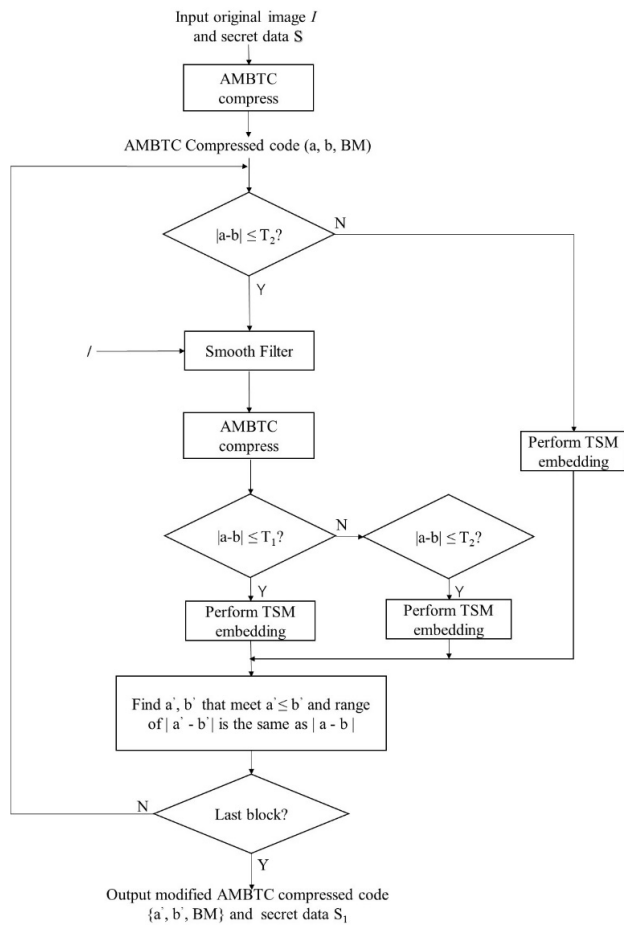 Input original image I
and secret data S
AMBTC
compress
AMBTC Compressed code (a, b, BM)
|a-b| ≤ T₂?
N
Y
I
Smooth Filter
AMBTC
compress
Perform TSM
embedding
|a-b| ≤ T₁?
N
|a-b| ≤ T₂?
Y
Y
Perform TSM
embedding
Perform TSM
embedding
Find a`, b` that meet a`≤ b` and range
of | a` - b`| is the same as | a - b |
N
Last block?
Y
Output modified AMBTC compressed code
{a`, b`, BM} and secret data S₁